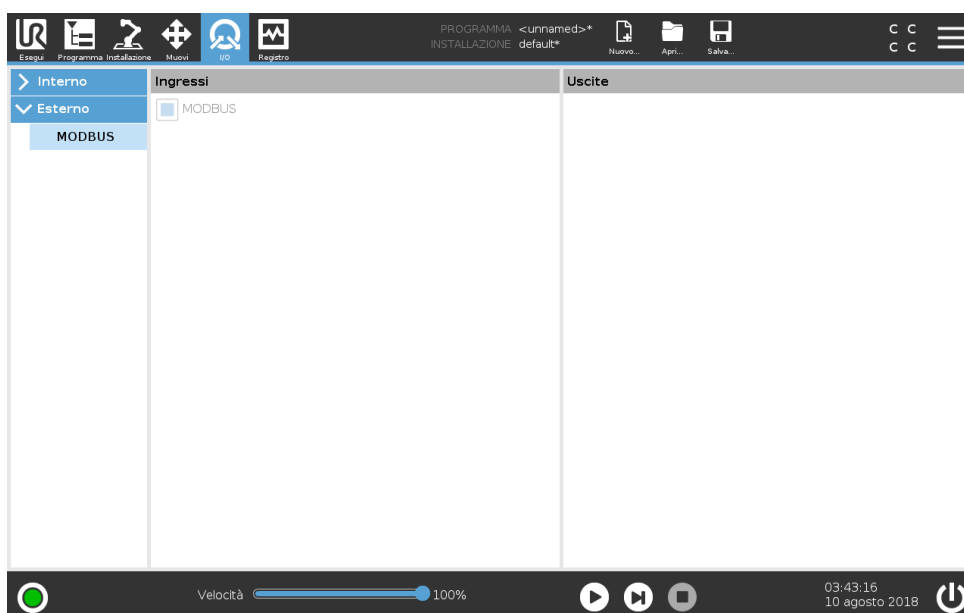 PROGRAMMA <unnamed>*
INSTALLAZIONE default*
UR
Esegui Programma Installazione Muovi I/O Registro
Nuovo... Apri... Salva...
C C
C C
Interno
Esterno
MODBUS
Ingressi
MODBUS
Uscite
Velocità 100%
03:43:16
10 agosto 2018